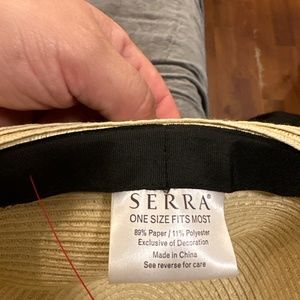 SERRA
ONE SIZE FITS MOST
89% Paper / 11% Polyester
Exclusive of Decoration
Made in China
See reverse for care